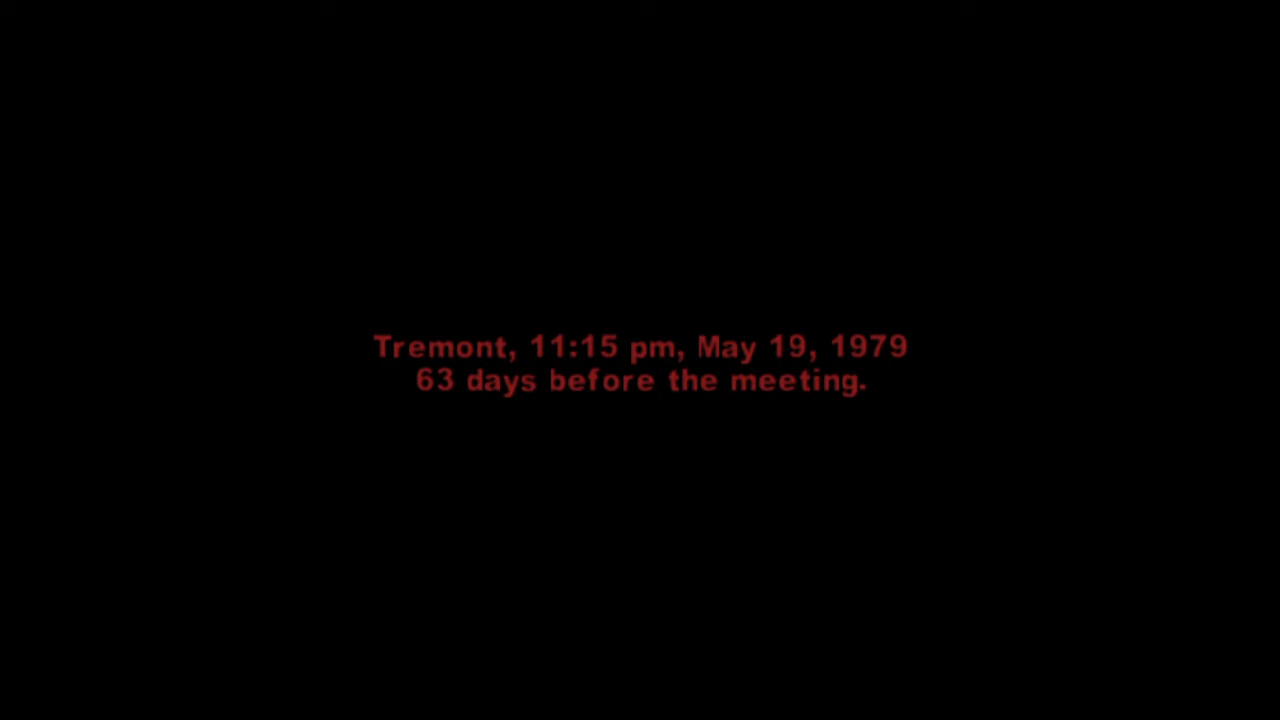 Tremont, 11:15 pm, May 19, 1979
63 days before the meeting.